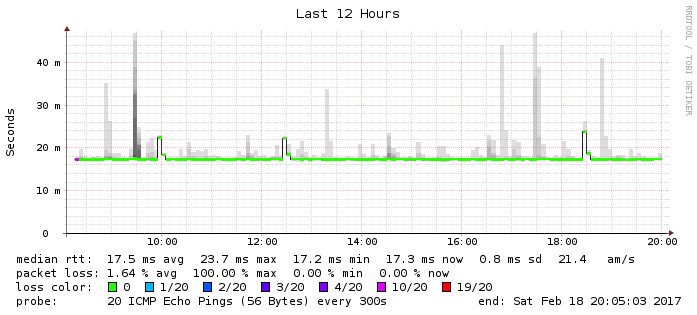 Last 12 Hours
RRDTOOL / TOBI OETIKER
Seconds
40 m
30 m
20 m
10 m
0
10:00 12:00 14:00 16:00 18:00 20:00
median rtt: 17.5 ms avg 23.7 ms max 17.2 ms min 17.3 ms now 0.8 ms sd 21.4 am/s
packet loss: 1.64 % avg 100.00 % max 0.00 % min 0.00 % now
loss color: 0 1/20 2/20 3/20 4/20 10/20 19/20
probe: 20 ICMP Echo Pings (56 Bytes) every 300s end: Sat Feb 18 20:05:03 2017